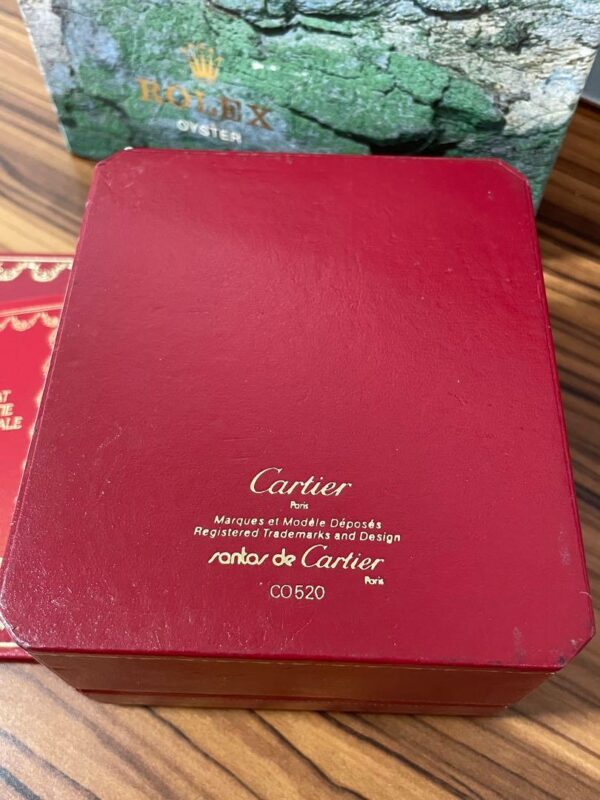 ROLEX
OYSTER
Cartier
Paris
Marques et Modèle Déposés
Registered Trademarks and Design
santos de Cartier
Paris
CO520